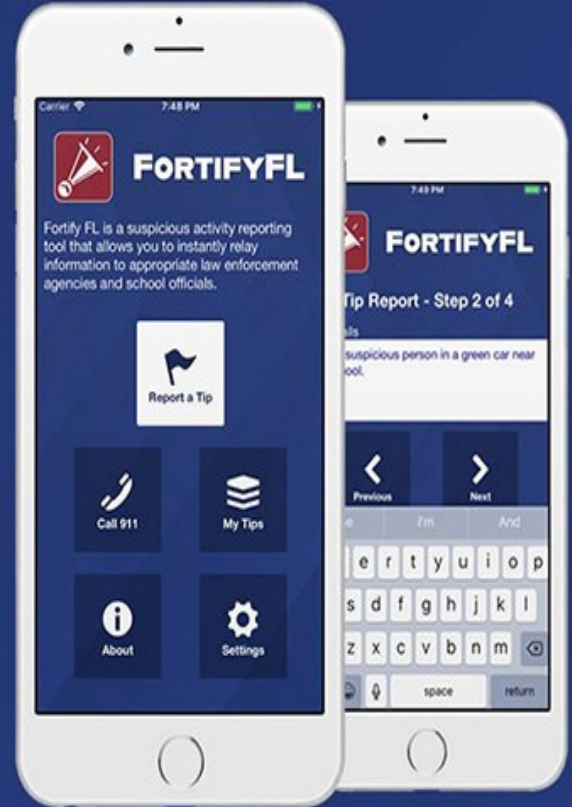 Carrier 7:48 PM
FORTIFYFL
Fortify FL is a suspicious activity reporting
tool that allows you to instantly relay
information to appropriate law enforcement
agencies and school officials.
Report a Tip
Call 911 My Tips
About Settings
7:49 PM
FORTIFYFL
Tip Report - Step 2 of 4
suspicious person in a green car near
Previous Next
I'm And
e r t y u i o p
s d f g h j k l
z x c v b n m
space return